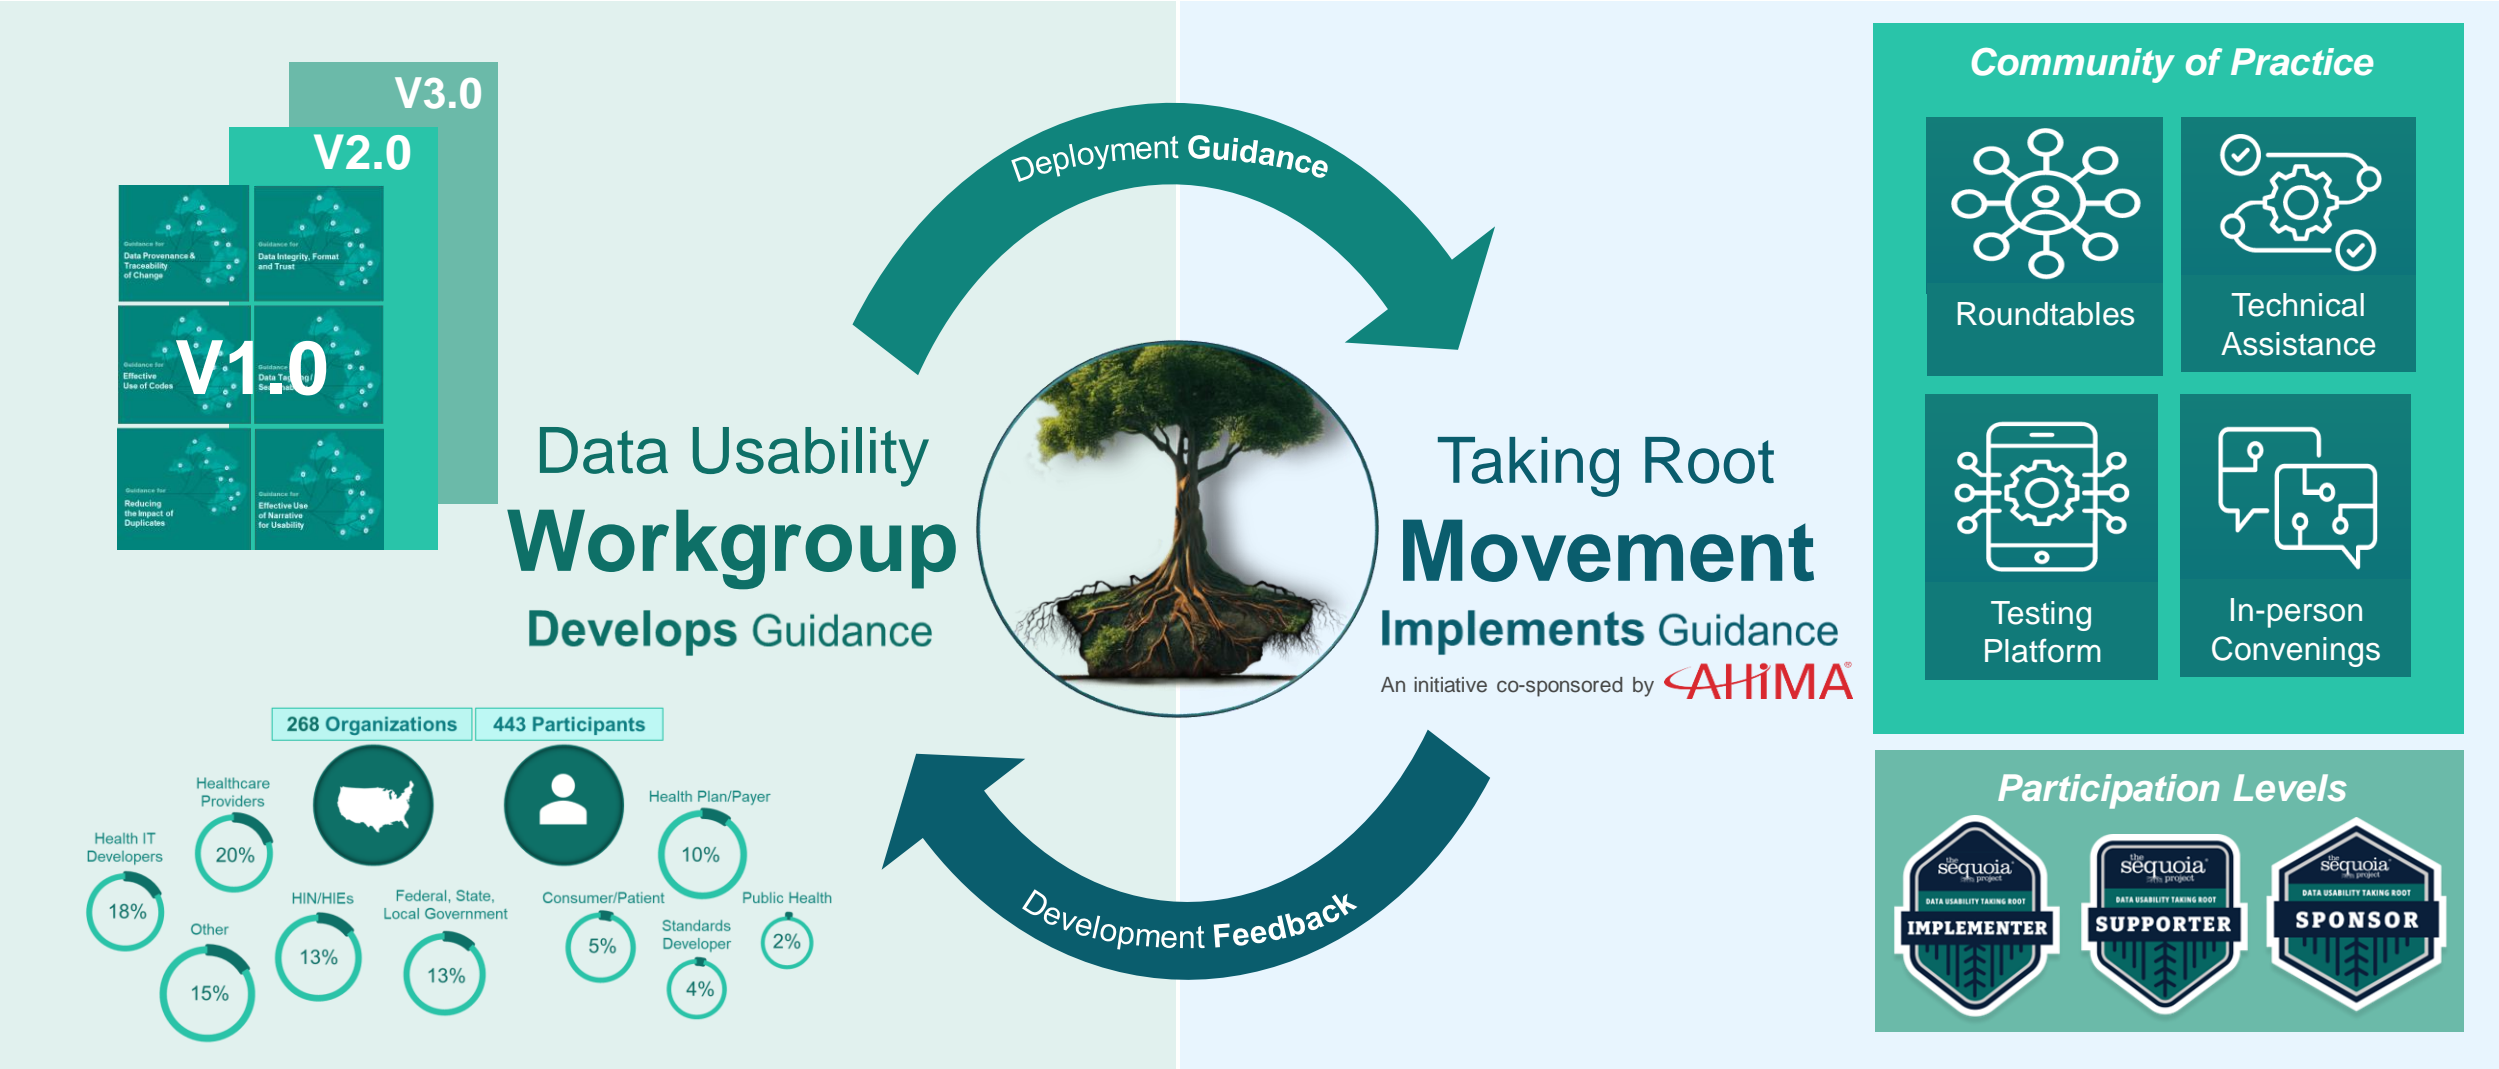 V3.0
V2.0
V1.0
Guidance for
Data Provenance &
Traceability
of Change
Guidance for
Data Integrity, Format
and Trust
Guidance for
Effective
Use of Codes
Guidance
Data
Guidance for
Reducing
the Impact of
Duplicates
Guidance for
Effective Use
of Narrative
for Usability
Data Usability
Workgroup
Develops Guidance
268 Organizations
443 Participants
Healthcare
Providers
20%
Health IT
Developers
18%
Other
15%
HIN/HIEs
13%
Federal, State,
Local Government
13%
Health Plan/Payer
10%
Consumer/Patient
5%
Standards
Developer
4%
Public Health
2%
Deployment Guidance
Development Feedback
Taking Root
Movement
Implements Guidance
An initiative co-sponsored by AHiMA®
Community of Practice
Roundtables
Technical
Assistance
Testing
Platform
In-person
Convenings
Participation Levels
the
sequoia
project
DATA USABILITY TAKING ROOT
IMPLEMENTER
the
sequoia
project
DATA USABILITY TAKING ROOT
SUPPORTER
the
sequoia
project
DATA USABILITY TAKING ROOT
SPONSOR